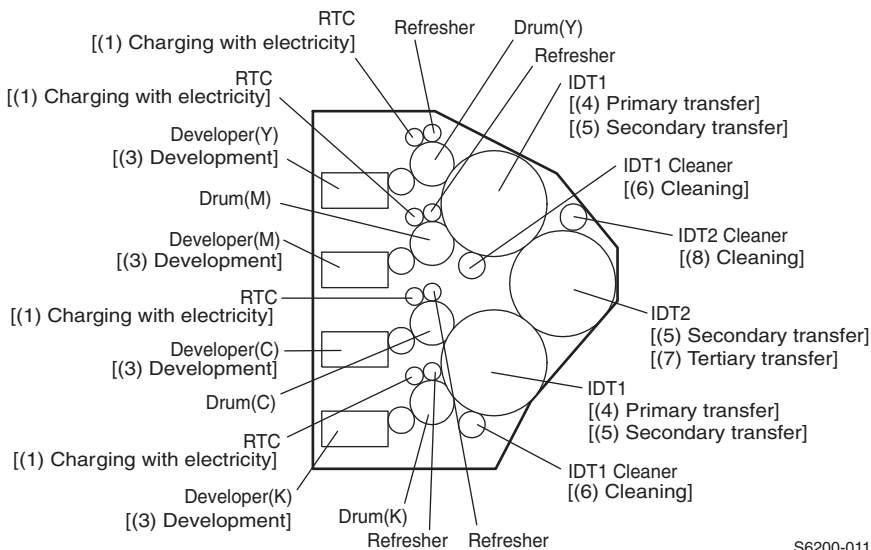 RTC
[(1) Charging with electricity]
Refresher
Drum(Y)
Refresher
RTC
[(1) Charging with electricity]
IDT1
[(4) Primary transfer]
[(5) Secondary transfer]
Developer(Y)
[(3) Development]
IDT1 Cleaner
[(6) Cleaning]
Drum(M)
IDT2 Cleaner
[(8) Cleaning]
Developer(M)
[(3) Development]
RTC
[(1) Charging with electricity]
IDT2
[(5) Secondary transfer]
[(7) Tertiary transfer]
Developer(C)
[(3) Development]
Drum(C)
IDT1
[(4) Primary transfer]
[(5) Secondary transfer]
RTC
[(1) Charging with electricity]
IDT1 Cleaner
[(6) Cleaning]
Developer(K)
[(3) Development]
Drum(K)
Refresher
Refresher
S6200-011